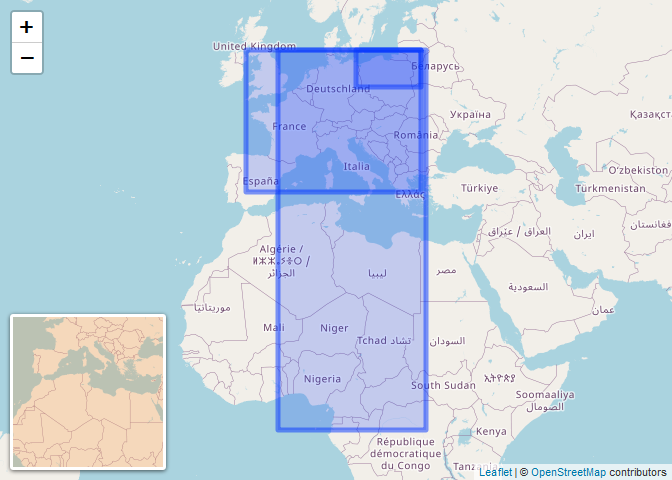 +
−
United Kingdom
Беларусь
Deutschland
Україна
Қазақст
France
România
Italia
O'zbekiston
España
Ελλάς
Türkiye
Türkmenistan
افغانستان
العراق / عێراق
ایران
Algérie /
ⵍⵣⵣⴰⵢⴻⵔ /
الجزائر
ليبيا
مصر
السعودية
موريتانيا
عمان
Mali
Niger
Tchad تشاد
السودان
Nigeria
South Sudan
ኢትዮጵያ
Soomaaliya
الصومال
Kenya
République
démocratique
du Congo
Tanzania
Leaflet | © OpenStreetMap contributors